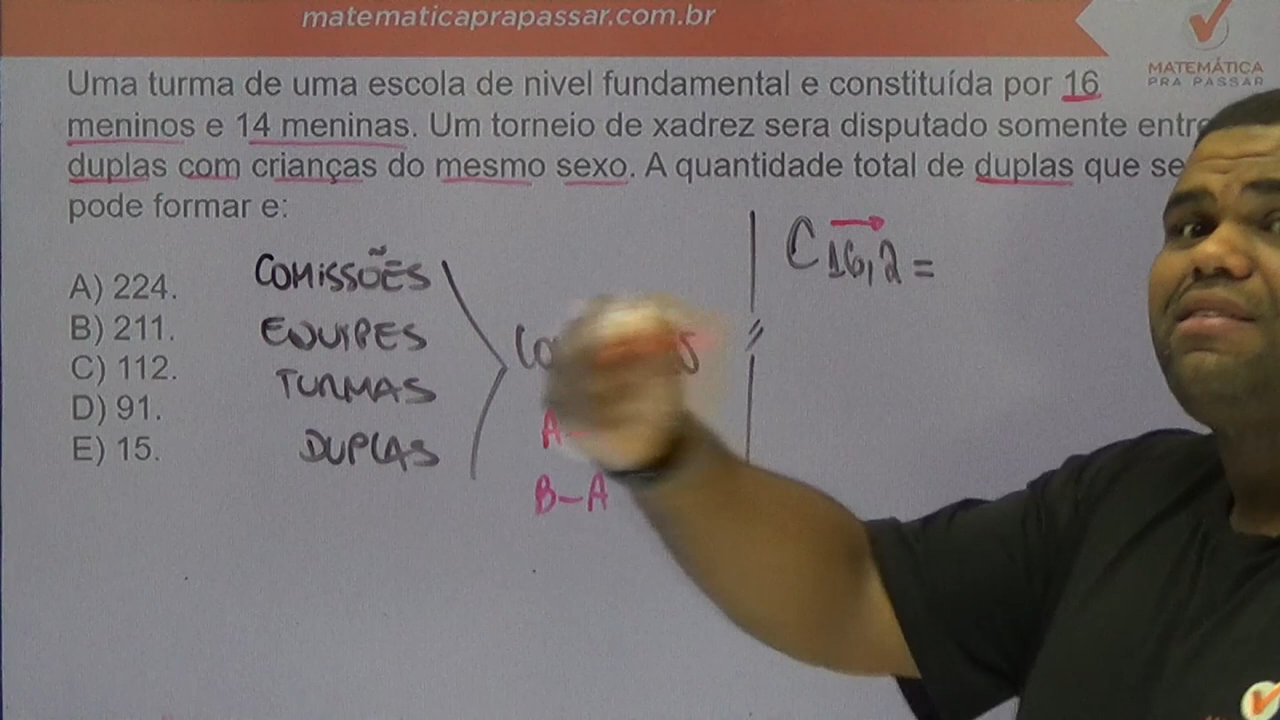 matematicaprapassar.com.br
MATEMÁTICA
PRA PASSAR
Uma turma de uma escola de nivel fundamental e constituída por 16
meninos e 14 meninas. Um torneio de xadrez sera disputado somente entre
duplas com crianças do mesmo sexo. A quantidade total de duplas que se
pode formar e:
A) 224.
B) 211.
C) 112.
D) 91.
E) 15.
COMISSÕES
EQUIPES
TURMAS
DUPLAS
A-
B-A
C16,2 =